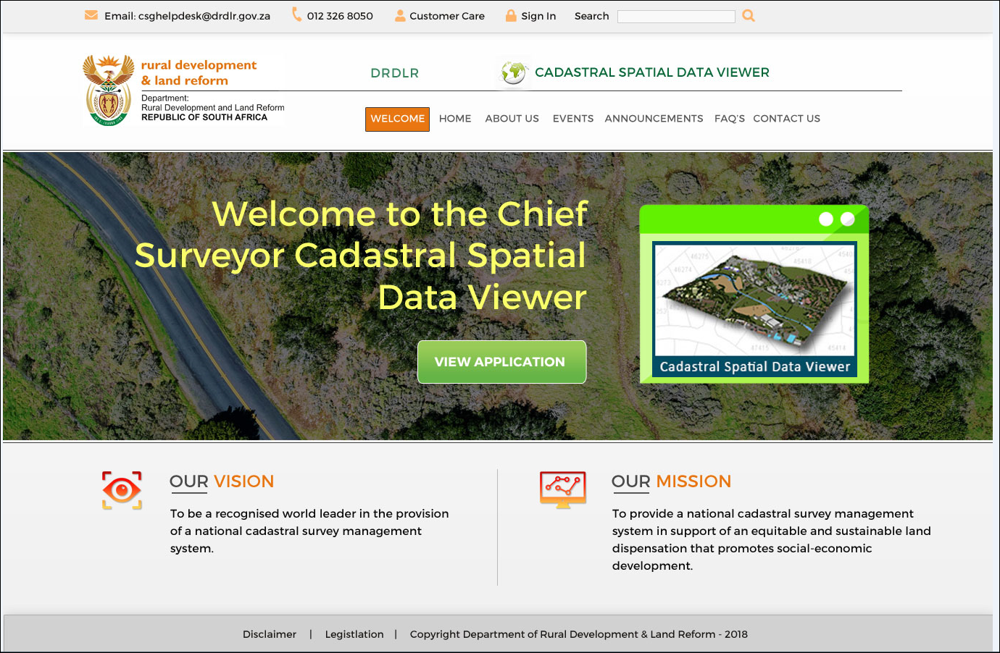 Email: csghelpdesk@drdlr.gov.za 012 326 8050 Customer Care Sign In Search
rural development
& land reform
Department:
Rural Development and Land Reform
REPUBLIC OF SOUTH AFRICA
DRDLR CADASTRAL SPATIAL DATA VIEWER
WELCOME HOME ABOUT US EVENTS ANNOUNCEMENTS FAQ'S CONTACT US
Welcome to the Chief
Surveyor Cadastral Spatial
Data Viewer
VIEW APPLICATION
46275
46274
45418
47415
45414
Cadastral Spatial Data Viewer
OUR VISION
To be a recognised world leader in the provision
of a national cadastral survey management
system.
OUR MISSION
To provide a national cadastral survey management
system in support of an equitable and sustainable land
dispensation that promotes social-economic
development.
Disclaimer | Legistlation | Copyright Department of Rural Development & Land Reform - 2018